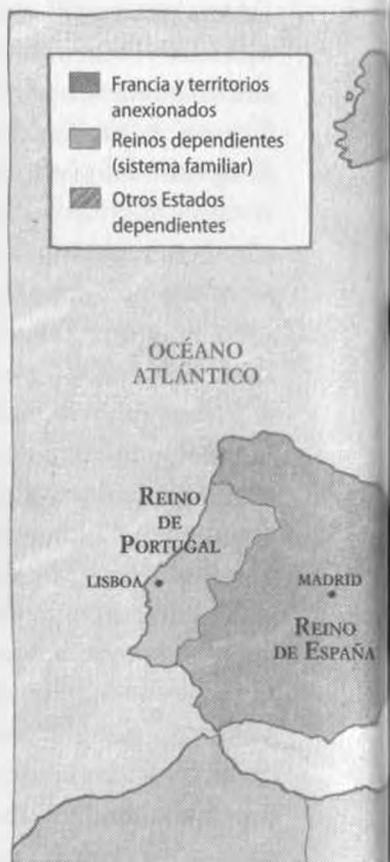 Francia y territorios
anexionados
Reinos dependientes
(sistema familiar)
Otros Estados
dependientes
OCÉANO
ATLÁNTICO
REINO
DE
PORTUGAL
LISBOA
MADRID
REINO
DE ESPAÑA